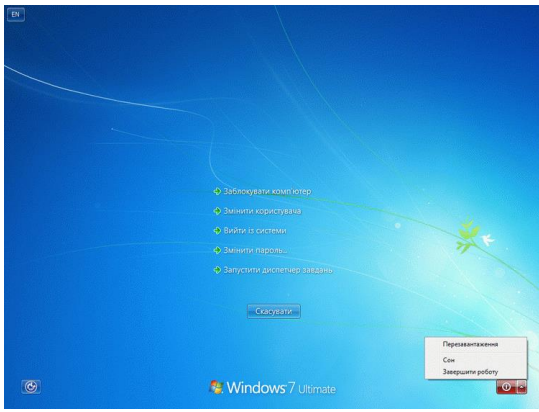 EN
Заблокувати комп'ютер
Змінити користувача
Вийти із системи
Змінити пароль...
Запустити диспетчер завдань
Скасувати
Перезавантаження
Сон
Завершити роботу
Windows 7 Ultimate